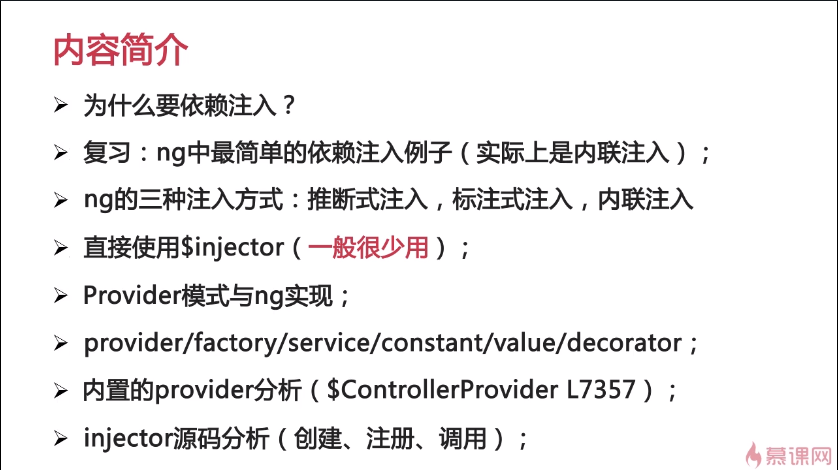 内容简介
➢ 为什么要依赖注入？
➢ 复习：ng中最简单的依赖注入例子（实际上是内联注入）；
➢ ng的三种注入方式：推断式注入，标注式注入，内联注入
➢ 直接使用$injector（一般很少用）；
➢ Provider模式与ng实现；
➢ provider/factory/service/constant/value/decorator；
➢ 内置的provider分析（$ControllerProvider L7357）；
➢ injector源码分析（创建、注册、调用）；
慕课网